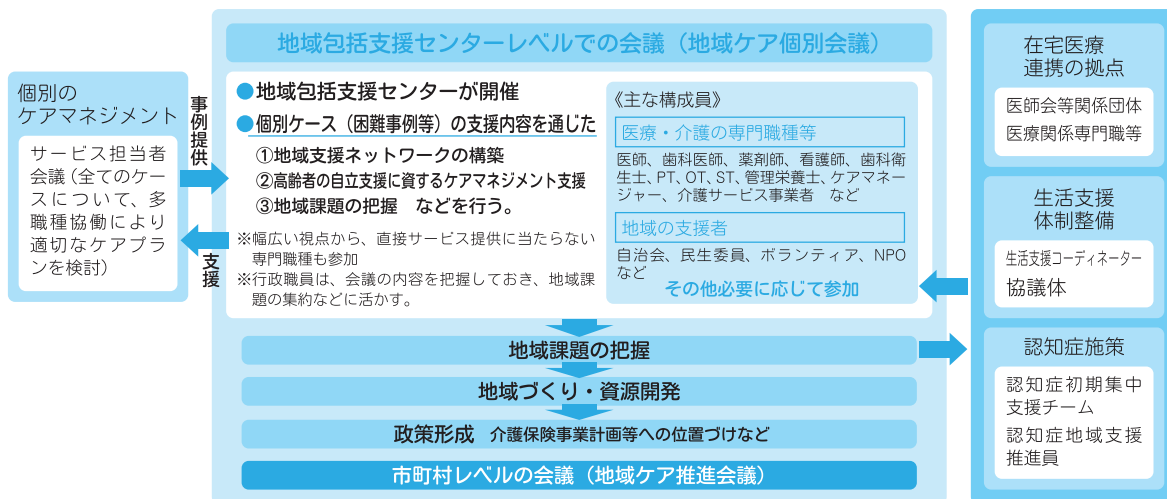 地域包括支援センターレベルでの会議（地域ケア個別会議）
個別の
ケアマネジメント
サービス担当者
会議（全てのケー
スについて、多
職種協働により
適切なケアプラ
ンを検討）
事例提供
支援
●地域包括支援センターが開催
●個別ケース（困難事例等）の支援内容を通じた
①地域支援ネットワークの構築
②高齢者の自立支援に資するケアマネジメント支援
③地域課題の把握　などを行う。
※幅広い視点から、直接サービス提供に当たらない
専門職種も参加
※行政職員は、会議の内容を把握しておき、地域課
題の集約などに活かす。
《主な構成員》
医療・介護の専門職種等
医師、歯科医師、薬剤師、看護師、歯科衛
生士、PT、OT、ST、管理栄養士、ケアマネー
ジャー、介護サービス事業者　など
地域の支援者
自治会、民生委員、ボランティア、NPO
など
その他必要に応じて参加
地域課題の把握
地域づくり・資源開発
政策形成　介護保険事業計画等への位置づけなど
市町村レベルの会議（地域ケア推進会議）
在宅医療
連携の拠点
医師会等関係団体
医療関係専門職等
生活支援
体制整備
生活支援コーディネーター
協議体
認知症施策
認知症初期集中
支援チーム
認知症地域支援
推進員